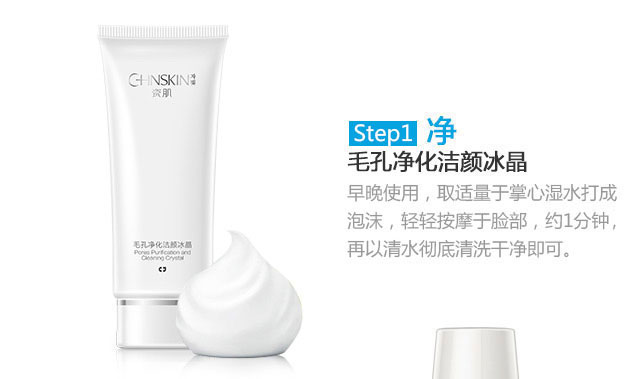 CHNSKIN
瓷肌
毛孔净化洁颜冰晶
Pores Purification and
Cleaning Crystal
Step1 净
毛孔净化洁颜冰晶
早晚使用，取适量于掌心湿水打成
泡沫，轻轻按摩于脸部，约1分钟，
再以清水彻底清洗干净即可。